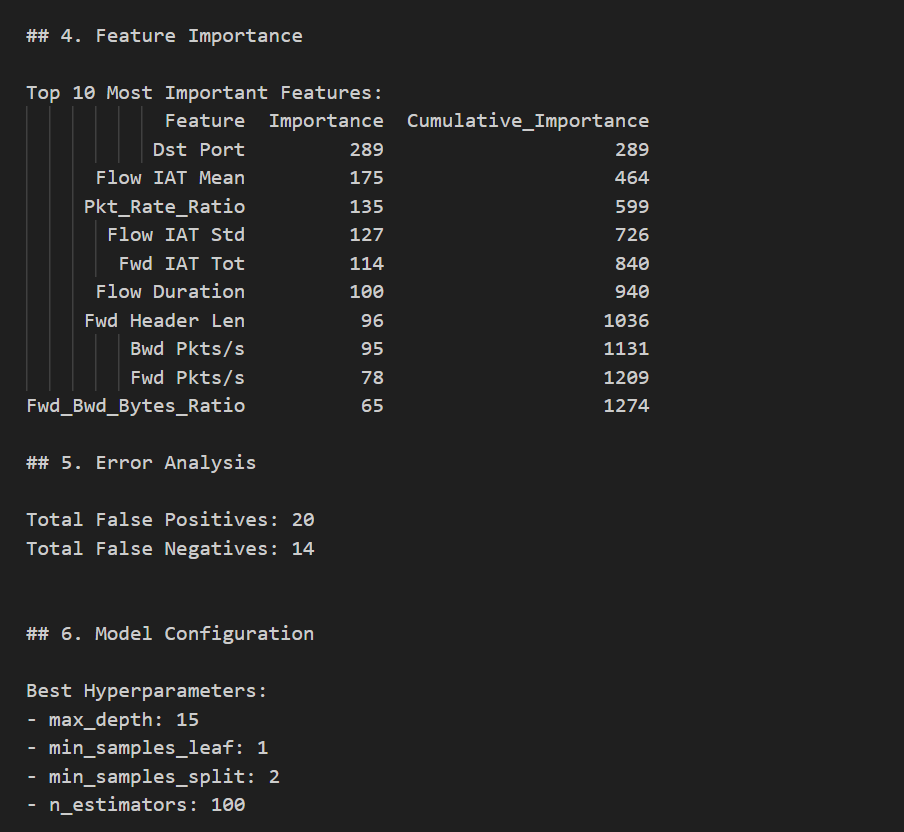 ## 4. Feature Importance
Top 10 Most Important Features:
Feature Importance Cumulative_Importance
Dst Port 289 289
Flow IAT Mean 175 464
Pkt_Rate_Ratio 135 599
Flow IAT Std 127 726
Fwd IAT Tot 114 840
Flow Duration 100 940
Fwd Header Len 96 1036
Bwd Pkts/s 95 1131
Fwd Pkts/s 78 1209
Fwd_Bwd_Bytes_Ratio 65 1274
## 5. Error Analysis
Total False Positives: 20
Total False Negatives: 14
## 6. Model Configuration
Best Hyperparameters:
- max_depth: 15
- min_samples_leaf: 1
- min_samples_split: 2
- n_estimators: 100